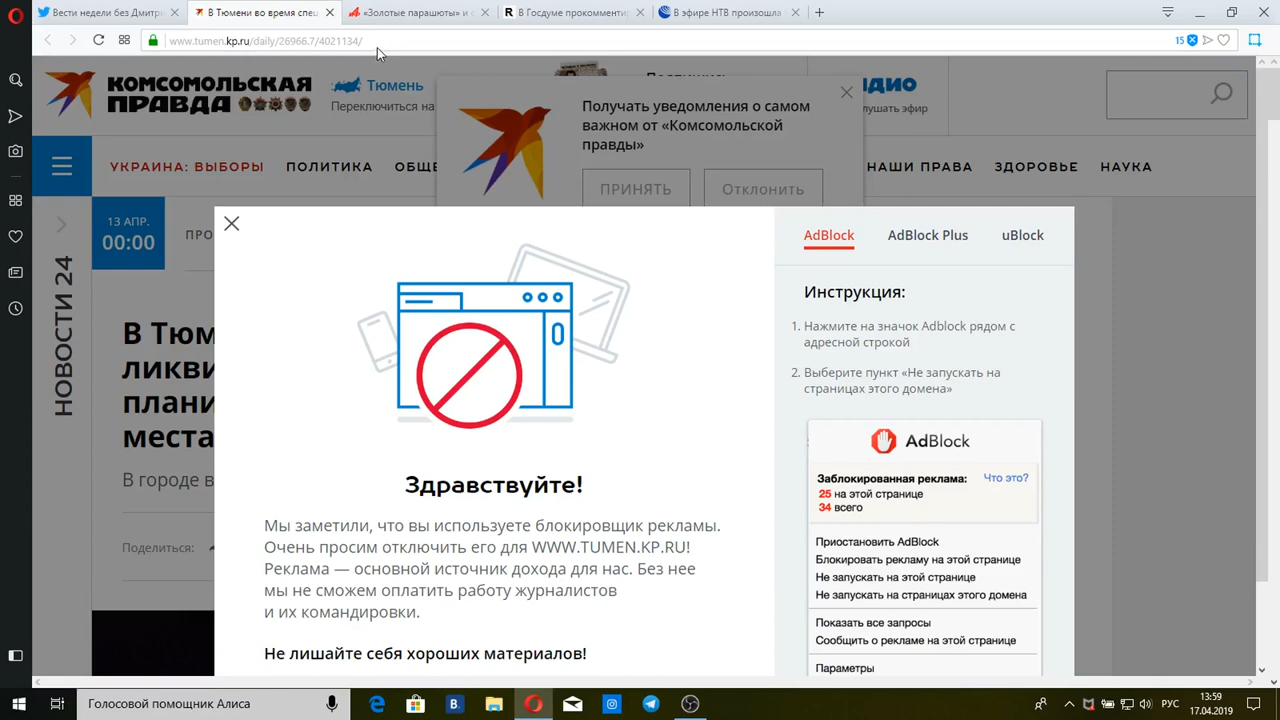 Вести недели без Дмитри
В Тюмени во время спец
«Золотые парашюты» и з
В Госдуме прокомментир
В эфире НТВ произошла
www.tumen.kp.ru/daily/26966.7/4021134/
15
КОМСОМОЛЬСКАЯ
ПРАВДА
Тюмень
Переключиться на
Получать уведомления о самом
важном от «Комсомольской
правды»
ПРИНЯТЬ
Отклонить
ДИО
лушать эфир
УКРАИНА: ВЫБОРЫ
ПОЛИТИКА
ОБЩЕ
НАШИ ПРАВА
ЗДОРОВЬЕ
НАУКА
НОВОСТИ 24
13 АПР.
00:00
ПРО
В Тюм
ликви
плани
места
В городе в
Поделиться:
Здравствуйте!
Мы заметили, что вы используете блокировщик рекламы.
Очень просим отключить его для WWW.TUMEN.KP.RU!
Реклама — основной источник дохода для нас. Без нее
мы не сможем оплатить работу журналистов
и их командировки.
Не лишайте себя хороших материалов!
AdBlock
AdBlock Plus
uBlock
Инструкция:
1. Нажмите на значок Adblock рядом с
адресной строкой
2. Выберите пункт «Не запускать на
страницах этого домена»
AdBlock
Заблокированная реклама:
Что это?
25 на этой странице
34 всего
Приостановить AdBlock
Блокировать рекламу на этой странице
Не запускать на этой странице
Не запускать на страницах этого домена
Показать все запросы
Сообщить о рекламе на этой странице
Параметры
Голосовой помощник Алиса
B.
РУС
13:59
17.04.2019